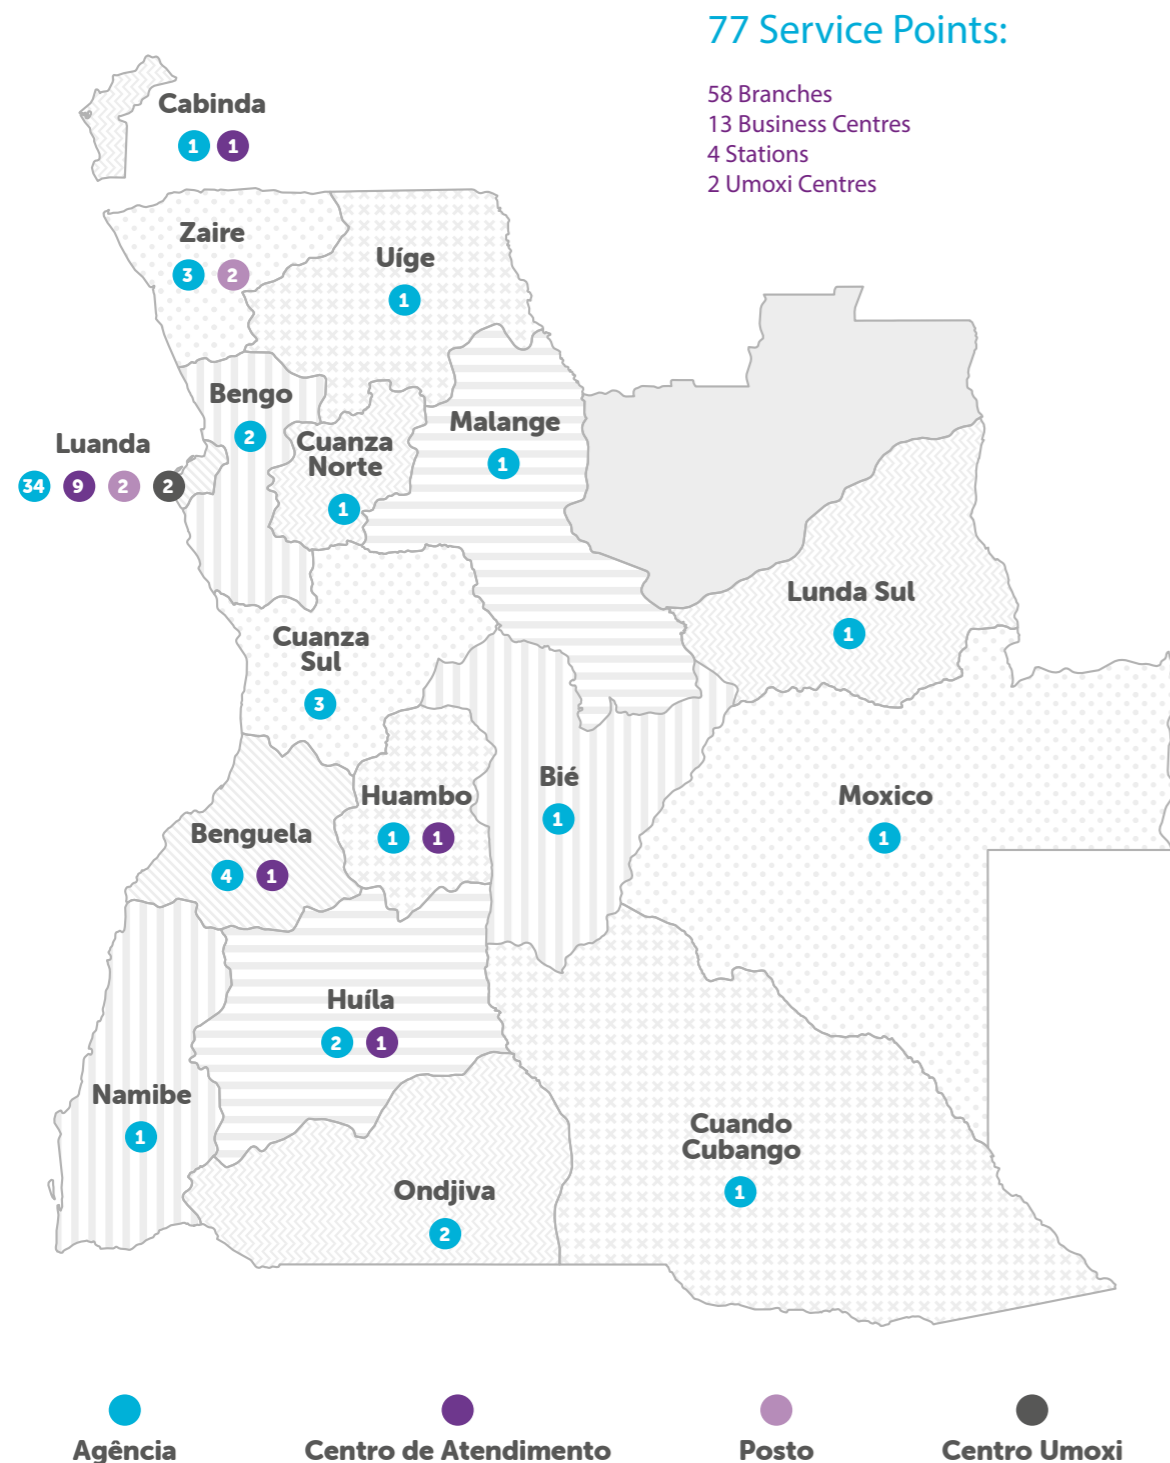 77 Service Points:
58 Branches
13 Business Centres
4 Stations
2 Umoxi Centres
Cabinda
1 1
Zaire
3 2
Uíge
1
Bengo
2
Luanda
34 9 2 2
Cuanza
Norte
1
Malange
1
Lunda Sul
1
Cuanza
Sul
3
Bié
1
Huambo
1 1
Moxico
1
Benguela
4 1
Huíla
2 1
Namibe
1
Cuando
Cubango
1
Ondjiva
2
Agência
Centro de Atendimento
Posto
Centro Umoxi